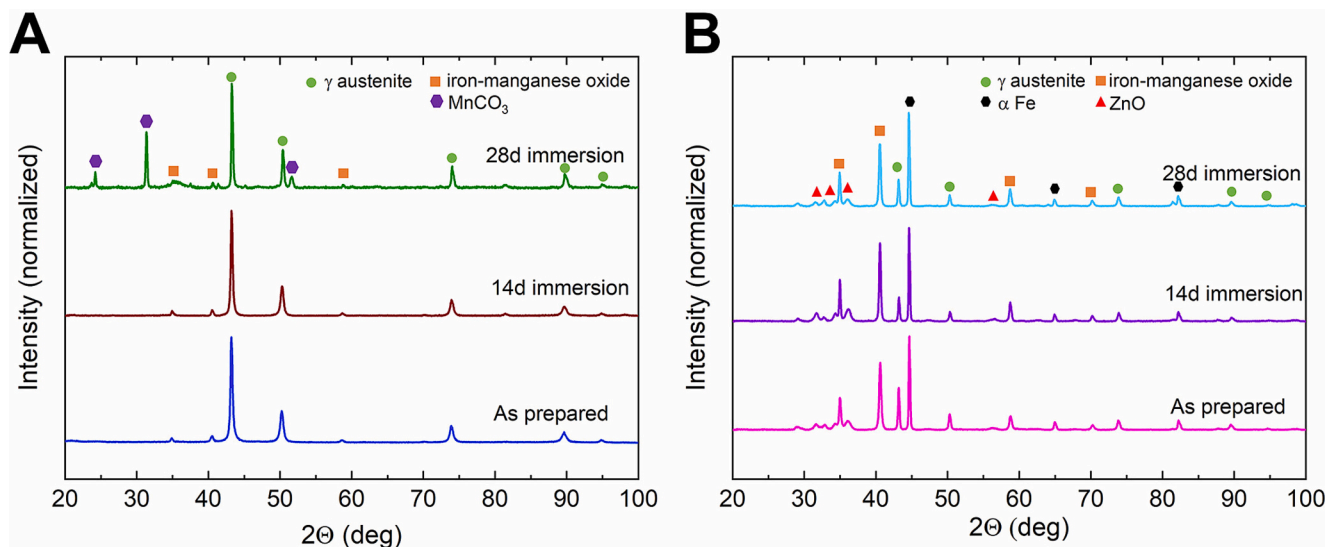 A
γ austenite
iron-manganese oxide
MnCO₃
28d immersion
14d immersion
As prepared
Intensity (normalized)
20 30 40 50 60 70 80 90 100
2Θ (deg)
B
γ austenite
iron-manganese oxide
α Fe
ZnO
28d immersion
14d immersion
As prepared
Intensity (normalized)
20 30 40 50 60 70 80 90 100
2Θ (deg)